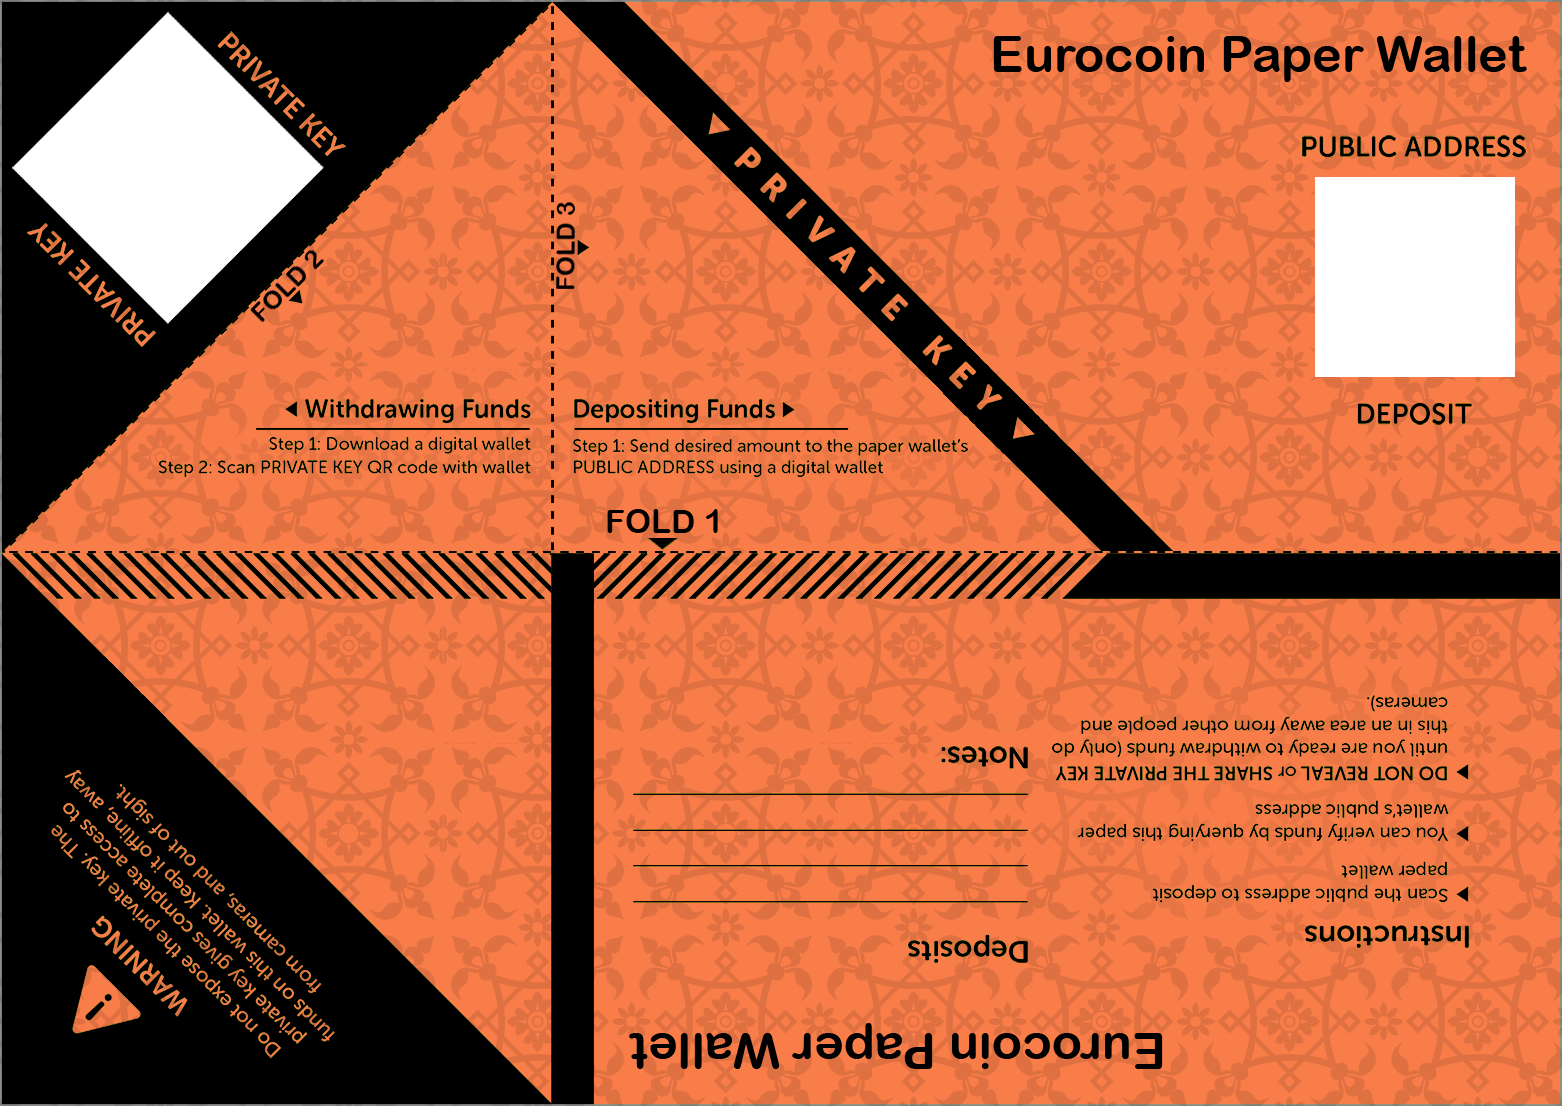 Eurocoin Paper Wallet
PUBLIC ADDRESS
DEPOSIT
PRIVATE KEY
PRIVATE KEY
FOLD 2
FOLD 3
PRIVATE KEY
Withdrawing Funds
Step 1: Download a digital wallet
Step 2: Scan PRIVATE KEY QR code with wallet
Depositing Funds
Step 1: Send desired amount to the paper wallet's
PUBLIC ADDRESS using a digital wallet
FOLD 1
WARNING
Do not expose the private key. The
private key gives complete access to
funds on this wallet. Keep it offline, away
from cameras, and out of sight.
Eurocoin Paper Wallet
Deposits
Notes:
Instructions
Scan the public address to deposit
paper wallet
You can verify funds by querying this paper
wallet's public address
DO NOT REVEAL or SHARE THE PRIVATE KEY
until you are ready to withdraw funds (only do
this in an area away from other people and
cameras).